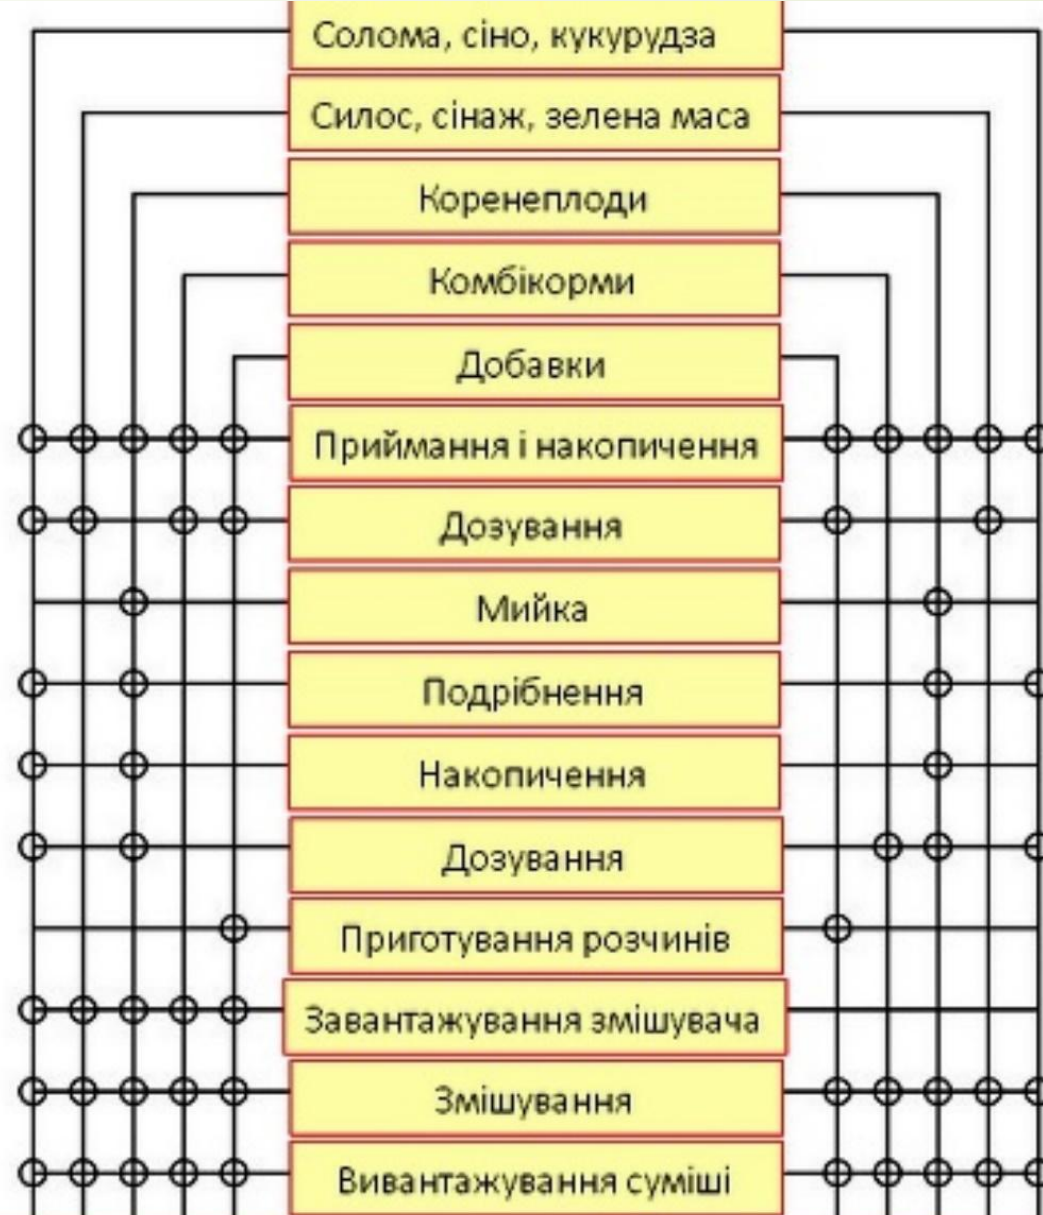 Солома, сіно, кукурудза
Силос, сінаж, зелена маса
Коренеплоди
Комбікорми
Добавки
Приймання і накопичення
Дозування
Мийка
Подрібнення
Накопичення
Дозування
Приготування розчинів
Завантажування змішувача
Змішування
Вивантажування суміші